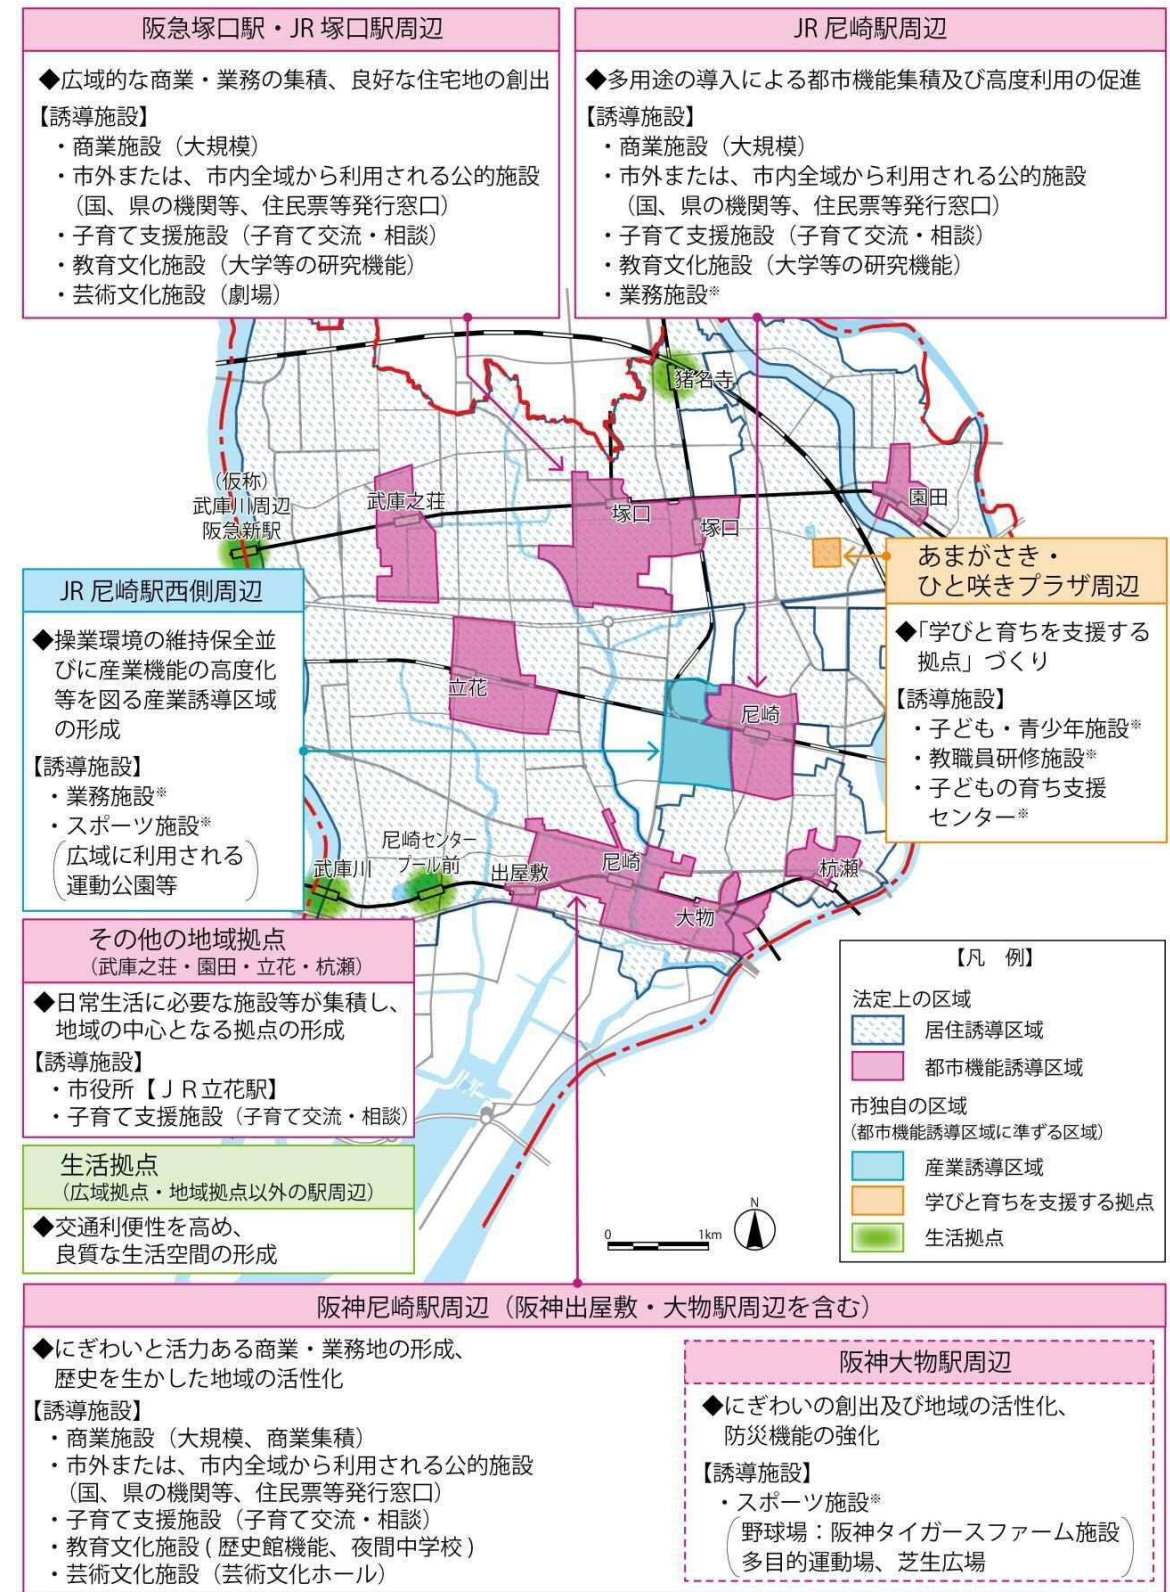 阪急塚口駅・JR 塚口駅周辺
◆広域的な商業・業務の集積、良好な住宅地の創出
【誘導施設】
・商業施設（大規模）
・市外または、市内全域から利用される公的施設
（国、県の機関等、住民票等発行窓口）
・子育て支援施設（子育て交流・相談）
・教育文化施設（大学等の研究機能）
・芸術文化施設（劇場）
JR 尼崎駅周辺
◆多用途の導入による都市機能集積及び高度利用の促進
【誘導施設】
・商業施設（大規模）
・市外または、市内全域から利用される公的施設
（国、県の機関等、住民票等発行窓口）
・子育て支援施設（子育て交流・相談）
・教育文化施設（大学等の研究機能）
・業務施設※
猪名寺
（仮称）
武庫川周辺
阪急新駅
武庫之荘
塚口
塚口
園田
あまがさき・
ひと咲きプラザ周辺
◆「学びと育ちを支援する
拠点」づくり
【誘導施設】
・子ども・青少年施設※
・教職員研修施設※
・子どもの育ち支援
センター※
JR 尼崎駅西側周辺
◆操業環境の維持保全並
びに産業機能の高度化
等を図る産業誘導区域
の形成
【誘導施設】
・業務施設※
・スポーツ施設※
（広域に利用される
運動公園等）
立花
尼崎
武庫川
尼崎センター
プール前
出屋敷
尼崎
大物
杭瀬
その他の地域拠点
（武庫之荘・園田・立花・杭瀬）
◆日常生活に必要な施設等が集積し、
地域の中心となる拠点の形成
【誘導施設】
・市役所【ＪＲ立花駅】
・子育て支援施設（子育て交流・相談）
生活拠点
（広域拠点・地域拠点以外の駅周辺）
◆交通利便性を高め、
良質な生活空間の形成
【凡　例】
法定上の区域
居住誘導区域
都市機能誘導区域
市独自の区域
（都市機能誘導区域に準ずる区域）
産業誘導区域
学びと育ちを支援する拠点
生活拠点
0 1km
N
阪神尼崎駅周辺（阪神出屋敷・大物駅周辺を含む）
◆にぎわいと活力ある商業・業務地の形成、
歴史を生かした地域の活性化
【誘導施設】
・商業施設（大規模、商業集積）
・市外または、市内全域から利用される公的施設
（国、県の機関等、住民票等発行窓口）
・子育て支援施設（子育て交流・相談）
・教育文化施設 ( 歴史館機能、夜間中学校 )
・芸術文化施設（芸術文化ホール）
阪神大物駅周辺
◆にぎわいの創出及び地域の活性化、
防災機能の強化
【誘導施設】
・スポーツ施設※
（野球場：阪神タイガースファーム施設
多目的運動場、芝生広場）